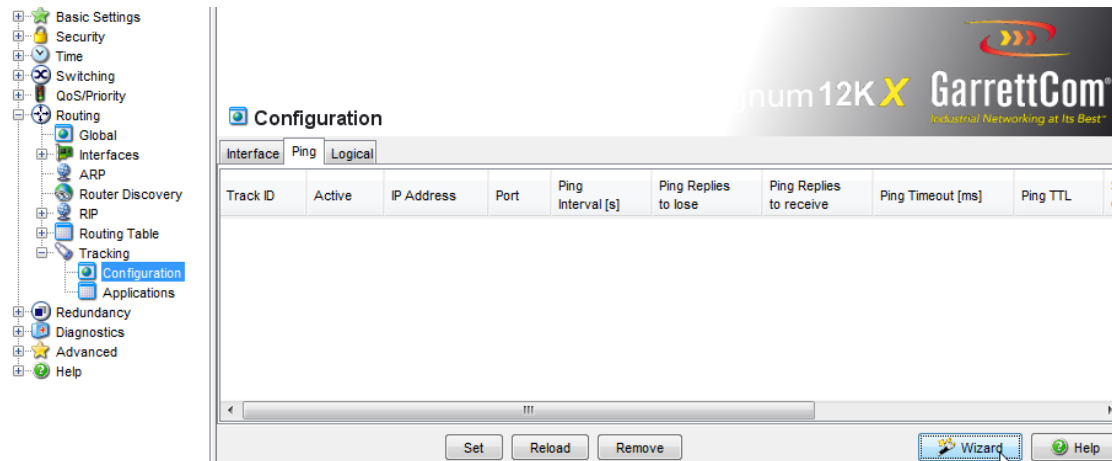 Basic Settings
Security
Time
Switching
QoS/Priority
Routing
Global
Interfaces
ARP
Router Discovery
RIP
Routing Table
Tracking
Configuration
Applications
Redundancy
Diagnostics
Advanced
Help
num12KX GarrettCom
Industrial Networking at Its Best
Configuration
Interface Ping Logical
Track ID Active IP Address Port Ping Interval [s] Ping Replies to lose Ping Replies to receive Ping Timeout [ms] Ping TTL
Set Reload Remove Wizard Help